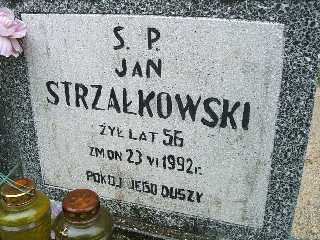 Ś. P.
JAN
STRZAŁKOWSKI
ŻYŁ LAT 56
ZM ON 23 VI 1992 r.
POKÓJ JEGO DUSZY